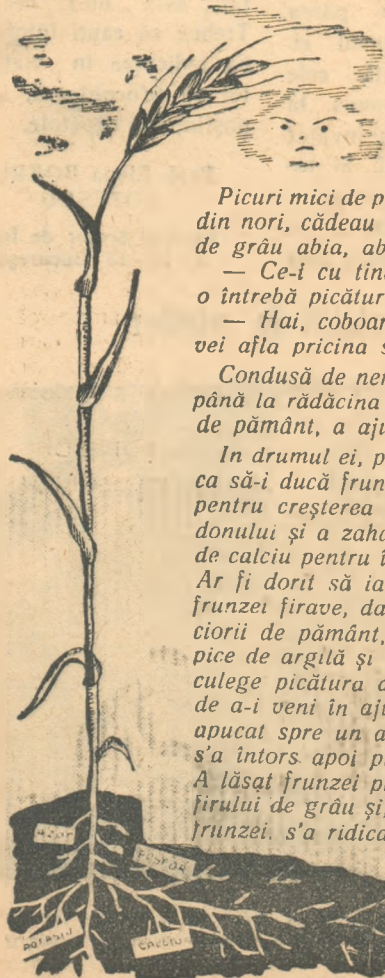 Picuri mici de p
din nori, cădeau
de grâu abia, ab
— Ce-i cu tine
o întrebă picătur
— Hai, coboar
vei afla pricina s
Condusă de ner
până la rădăcina
de pământ, a aju
In drumul ei, p
ca să-i ducă frun
pentru creşterea
donului şi a zaha
de calciu pentru î
Ar fi dorit să ia
frunzei firave, da
ciorii de pământ,
pice de argilă şi
culege picătura d
de a-i veni în aju
apucat spre un a
s'a întors apoi p
A lăsat frunzei p
firului de grâu şi,
frunzei, s'a ridica
AZOT
FOSFOR
POTASIU
CALCIU